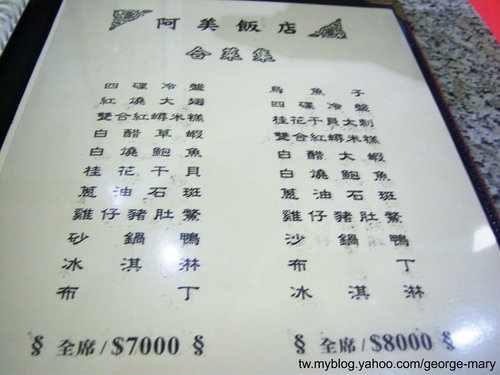 阿美飯店
合菜集
四碟冷盤
紅燒大翅
雙合紅蟳米糕
白醋草蝦
白燒鮑魚
桂花干貝
蔥油石斑
雞仔豬肚鱉
砂鍋鴨
冰淇淋
布丁
§ 全席/$7000 §
烏魚子
四碟冷盤
桂花干貝大刺
雙合紅蟳米糕
白醋大蝦
白燒鮑魚
蔥油石斑
雞仔豬肚鱉
沙鍋鴨
布丁
冰淇淋
§ 全席/$8000 §
tw.myblog.yahoo.com/george-mary